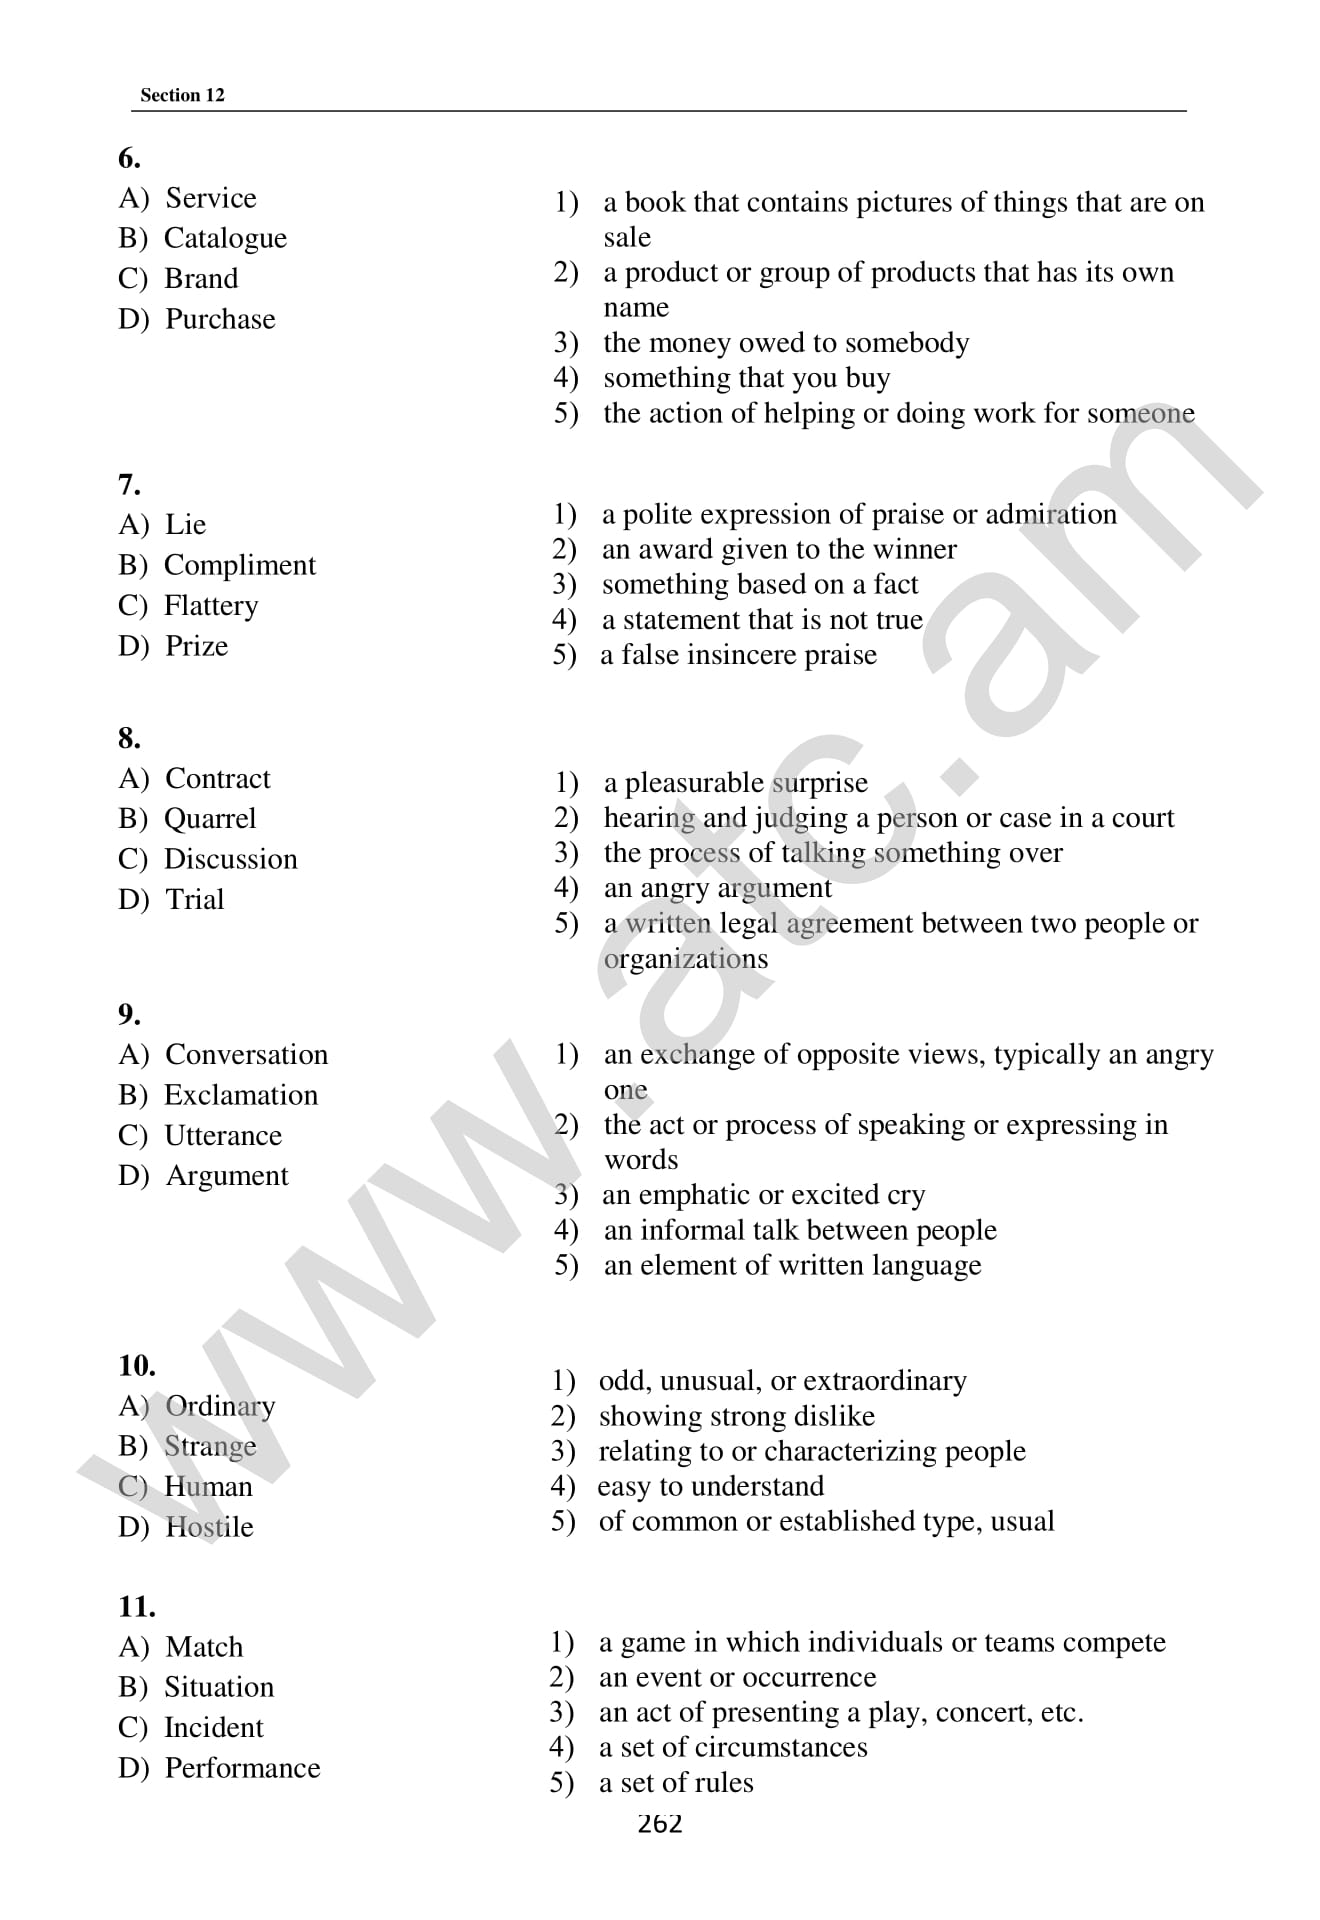 Section 12
6.
A) Service
B) Catalogue
C) Brand
D) Purchase
1) a book that contains pictures of things that are on
sale
2) a product or group of products that has its own
name
3) the money owed to somebody
4) something that you buy
5) the action of helping or doing work for someone
7.
A) Lie
B) Compliment
C) Flattery
D) Prize
1) a polite expression of praise or admiration
2) an award given to the winner
3) something based on a fact
4) a statement that is not true
5) a false insincere praise
8.
A) Contract
B) Quarrel
C) Discussion
D) Trial
1) a pleasurable surprise
2) hearing and judging a person or case in a court
3) the process of talking something over
4) an angry argument
5) a written legal agreement between two people or
organizations
9.
A) Conversation
B) Exclamation
C) Utterance
D) Argument
1) an exchange of opposite views, typically an angry
one
2) the act or process of speaking or expressing in
words
3) an emphatic or excited cry
4) an informal talk between people
5) an element of written language
10.
A) Ordinary
B) Strange
C) Human
D) Hostile
1) odd, unusual, or extraordinary
2) showing strong dislike
3) relating to or characterizing people
4) easy to understand
5) of common or established type, usual
11.
A) Match
B) Situation
C) Incident
D) Performance
1) a game in which individuals or teams compete
2) an event or occurrence
3) an act of presenting a play, concert, etc.
4) a set of circumstances
5) a set of rules
262
www.atc.am